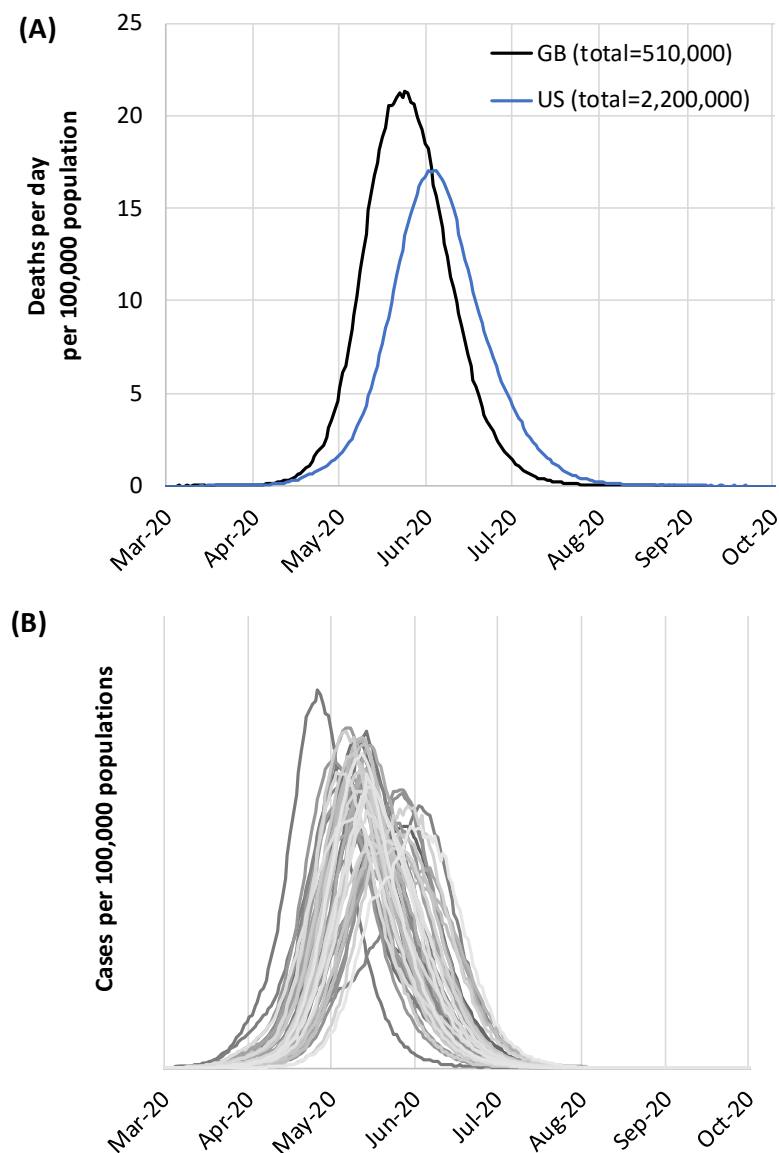 (A)
Deaths per day
per 100,000 population
25
20
15
10
5
0
GB (total=510,000)
US (total=2,200,000)
Mar-20
Apr-20
May-20
Jun-20
Jul-20
Aug-20
Sep-20
Oct-20
(B)
Cases per 100,000 populations
Mar-20
Apr-20
May-20
Jun-20
Jul-20
Aug-20
Sep-20
Oct-20